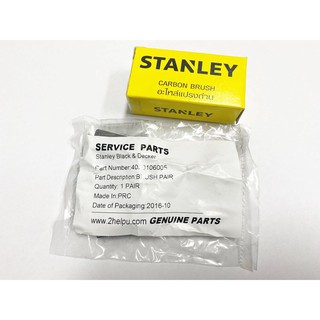 STANLEY
CARBON BRUSH
อะไหล่แปรงถ่าน
STANLEY
SERVICE PARTS
Stanley Black & Decker
Part Number:
Part Description:BRUSH PAIR
Quantity: 1 PAIR
Made In:PRC
Date of Packaging:2016-10
www.2helpu.com GENUINE PARTS